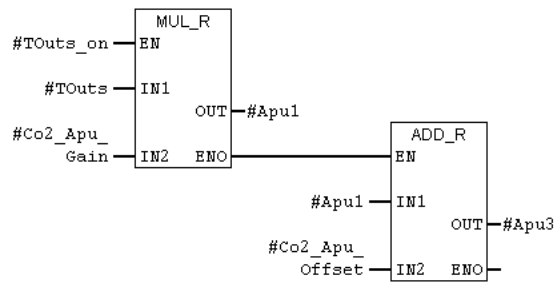 MUL_R
#TOuts_on EN
#TOuts IN1
OUT #Apu1
#Co2_Apu_
Gain IN2 ENO
ADD_R
EN
#Apu1 IN1
OUT #Apu3
#Co2_Apu_
Offset IN2 ENO